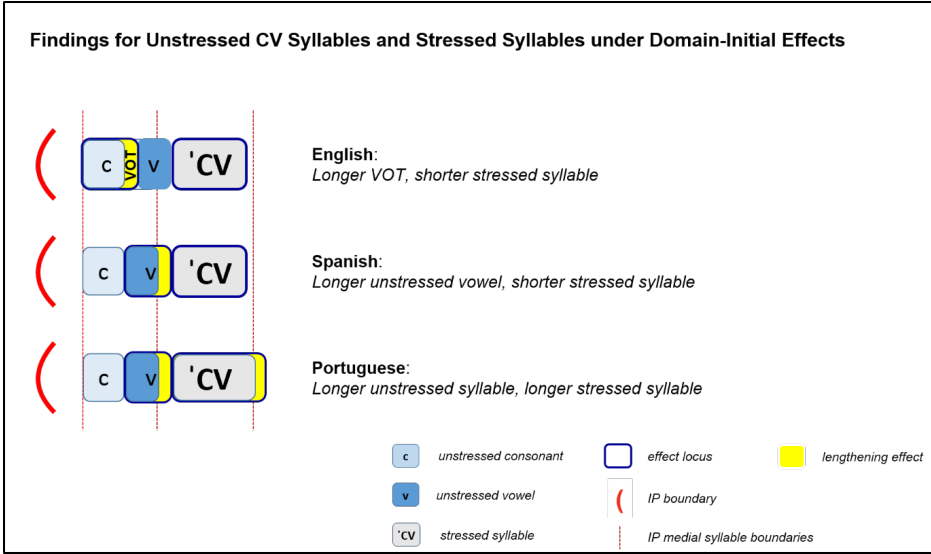 Findings for Unstressed CV Syllables and Stressed Syllables under Domain-Initial Effects
c VOT v 'CV
English:
Longer VOT, shorter stressed syllable
c v 'CV
Spanish:
Longer unstressed vowel, shorter stressed syllable
c v 'CV
Portuguese:
Longer unstressed syllable, longer stressed syllable
c unstressed consonant effect locus lengthening effect
v unstressed vowel ( IP boundary
'CV stressed syllable IP medial syllable boundaries